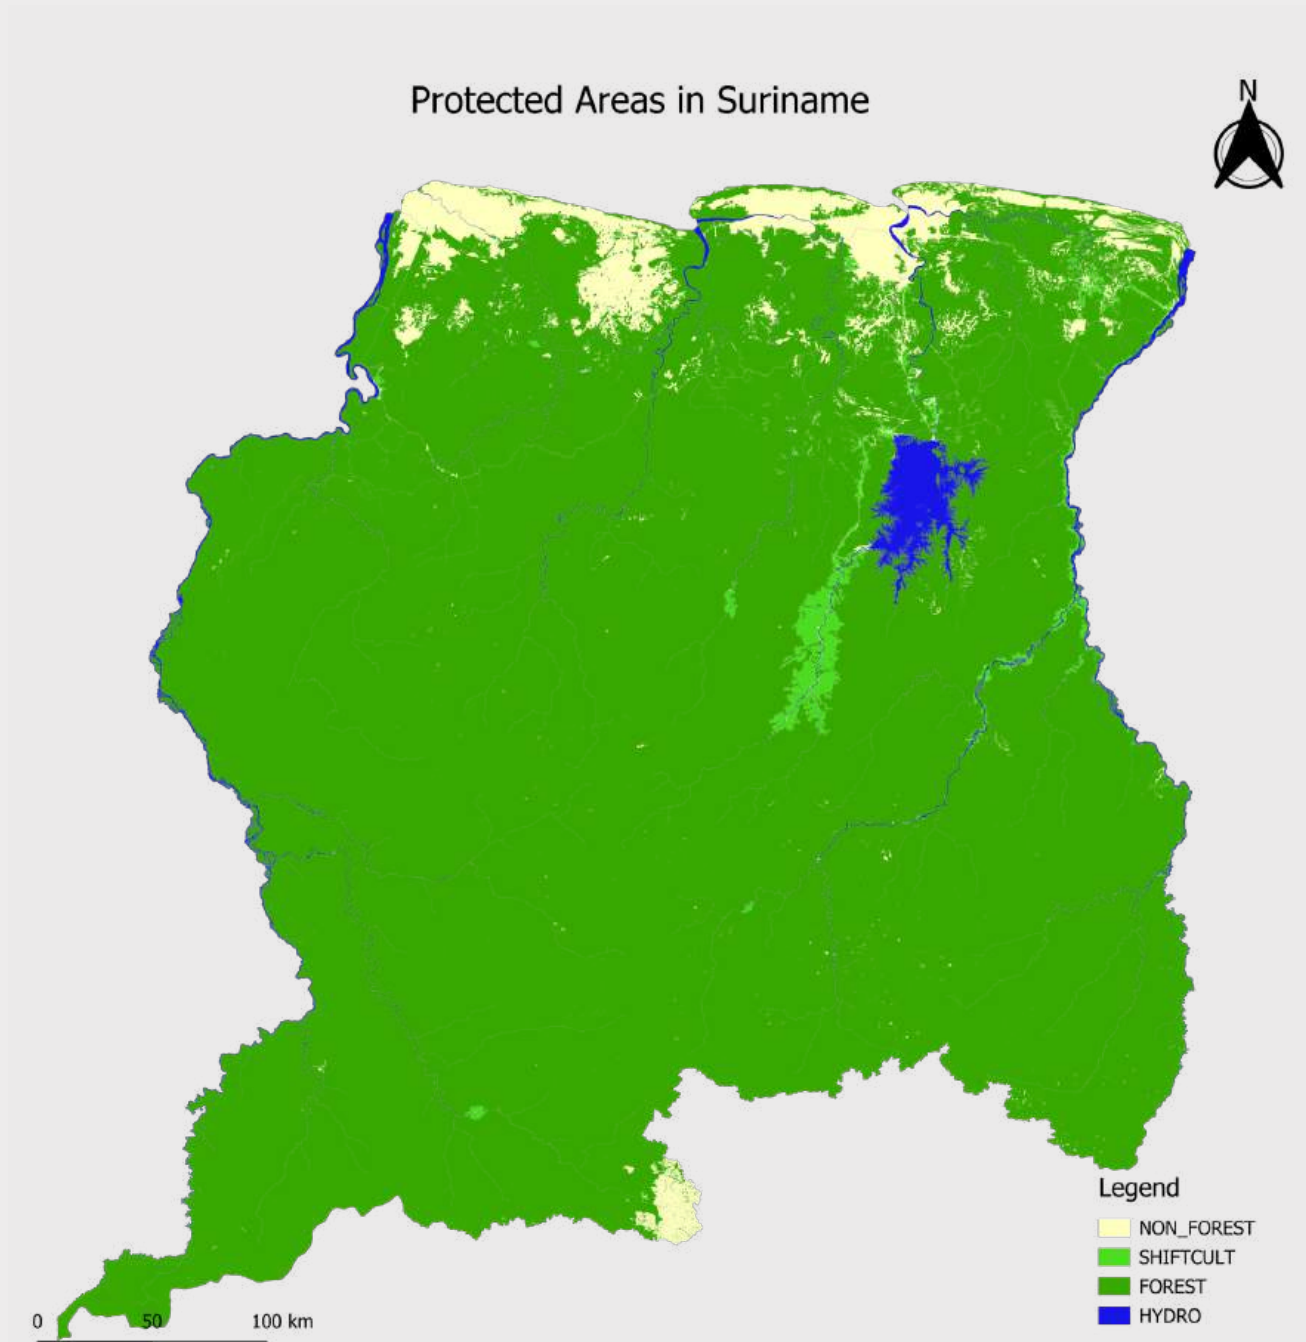 Protected Areas in Suriname
N
Legend
NON_FOREST
SHIFTCULT
FOREST
HYDRO
0 50 100 km